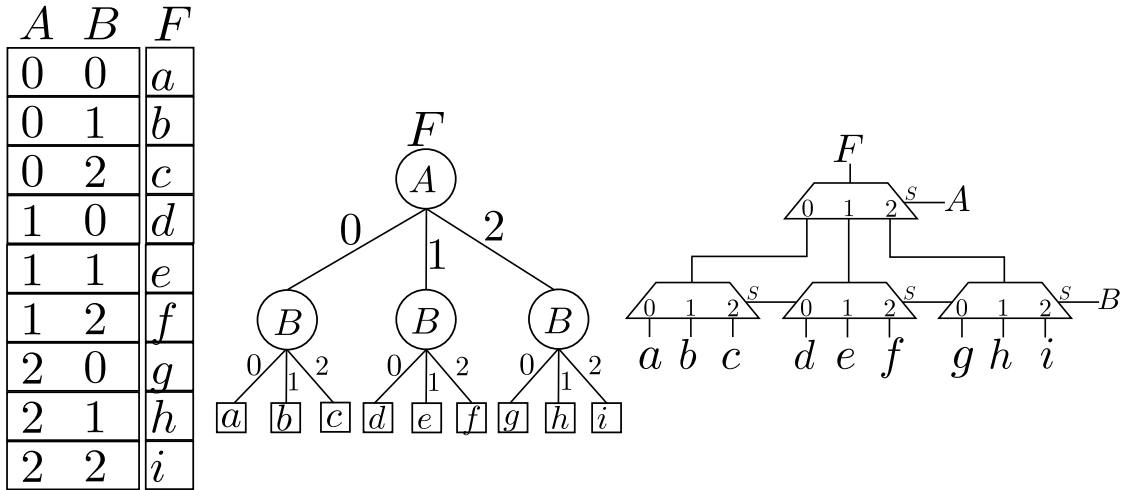 A B F
0 0 a
0 1 b
0 2 c
1 0 d
1 1 e
1 2 f
2 0 g
2 1 h
2 2 i
F
A
0 1 2
B B B
0 1 2 0 1 2 0 1 2
a b c d e f g h i
F
0 1 2 S A
0 1 2 S 0 1 2 S 0 1 2 S B
a b c d e f g h i